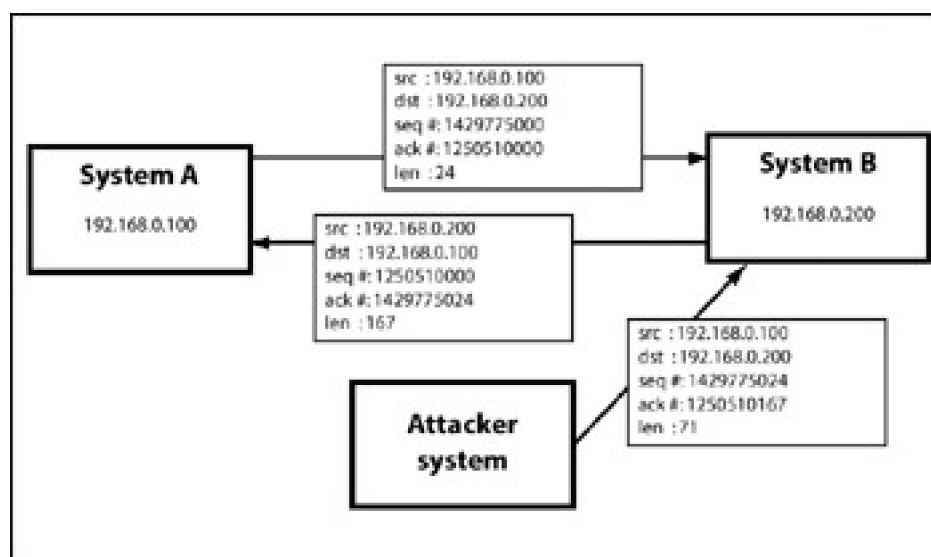 src : 192.168.0.100
dst : 192.168.0.200
seq #: 1429775000
ack #: 1250510000
len : 24
System A
192.168.0.100
System B
192.168.0.200
src : 192.168.0.200
dst : 192.168.0.100
seq #: 1250510000
ack #: 1429775024
len : 167
src : 192.168.0.100
dst : 192.168.0.200
seq #: 1429775024
ack #: 1250510167
len : 71
Attacker
system